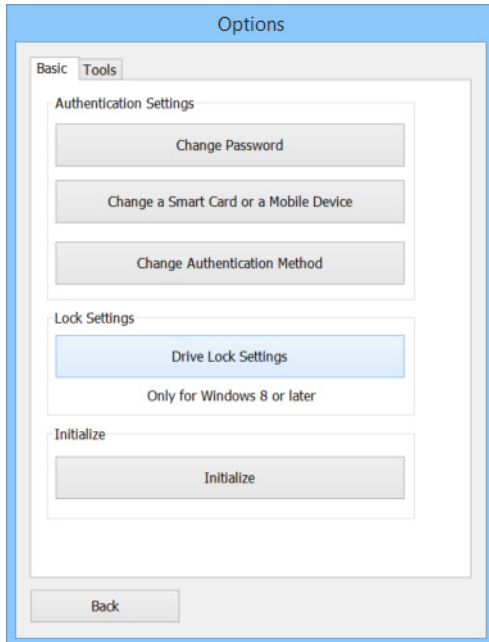 Options
Basic
Tools
Authentication Settings
Change Password
Change a Smart Card or a Mobile Device
Change Authentication Method
Lock Settings
Drive Lock Settings
Only for Windows 8 or later
Initialize
Initialize
Back